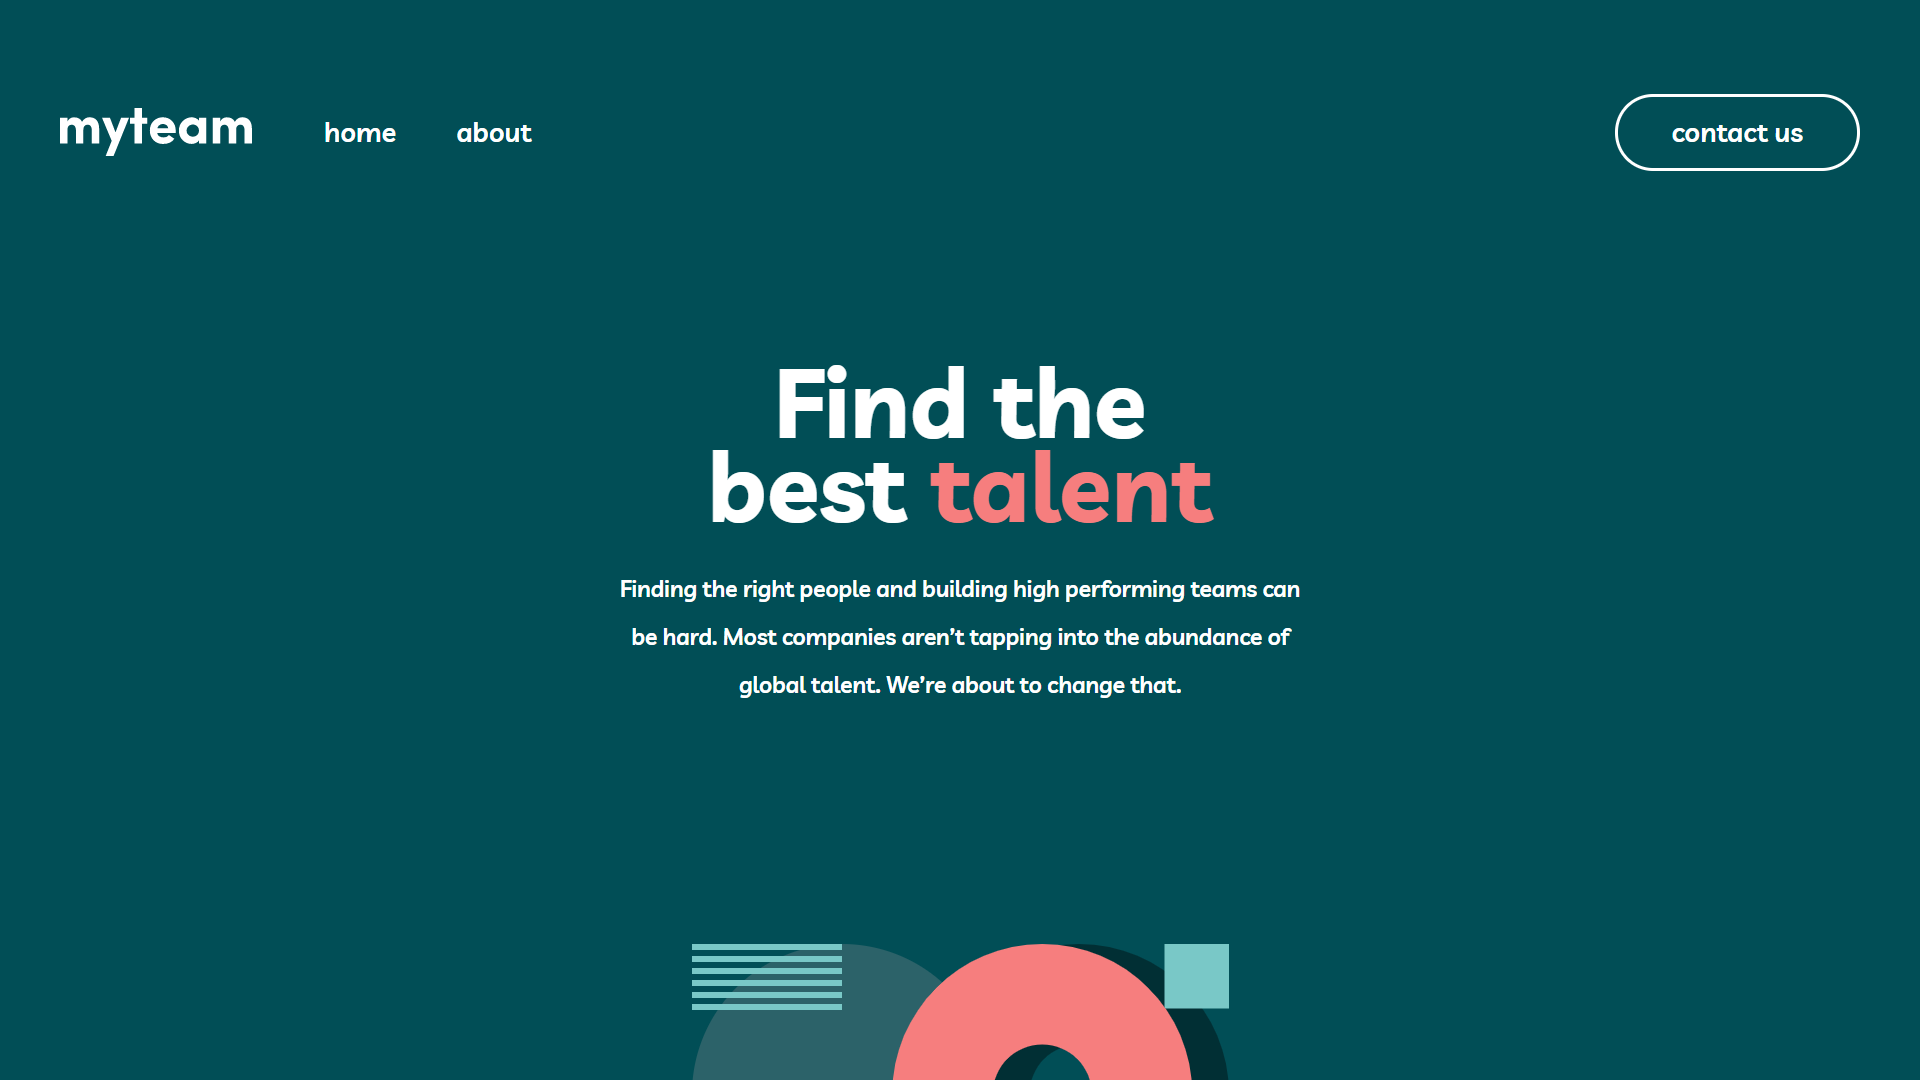 myteam
home
about
contact us
Find the
best talent
Finding the right people and building high performing teams can
be hard. Most companies aren’t tapping into the abundance of
global talent. We’re about to change that.